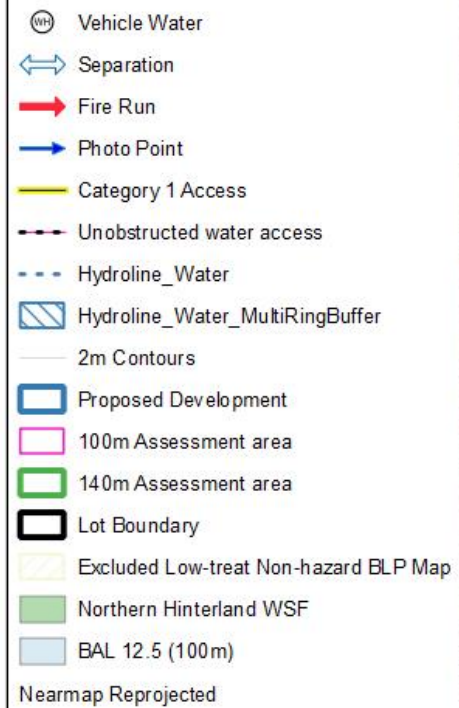 WH Vehicle Water
Separation
Fire Run
Photo Point
Category 1 Access
Unobstructed water access
Hydroline_Water
Hydroline_Water_MultiRingBuffer
2m Contours
Proposed Development
100m Assessment area
140m Assessment area
Lot Boundary
Excluded Low-treat Non-hazard BLP Map
Northern Hinterland WSF
BAL 12.5 (100m)
Nearmap Reprojected